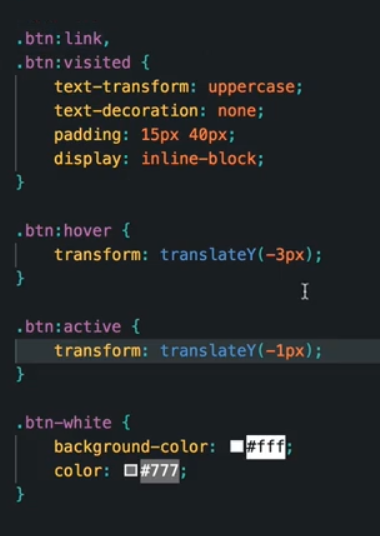 .btn:link,
.btn:visited {
text-transform: uppercase;
text-decoration: none;
padding: 15px 40px;
display: inline-block;
}
.btn:hover {
transform: translateY(-3px);
}
.btn:active {
transform: translateY(-1px);
}
.btn-white {
background-color: #fff;
color: #777;
}